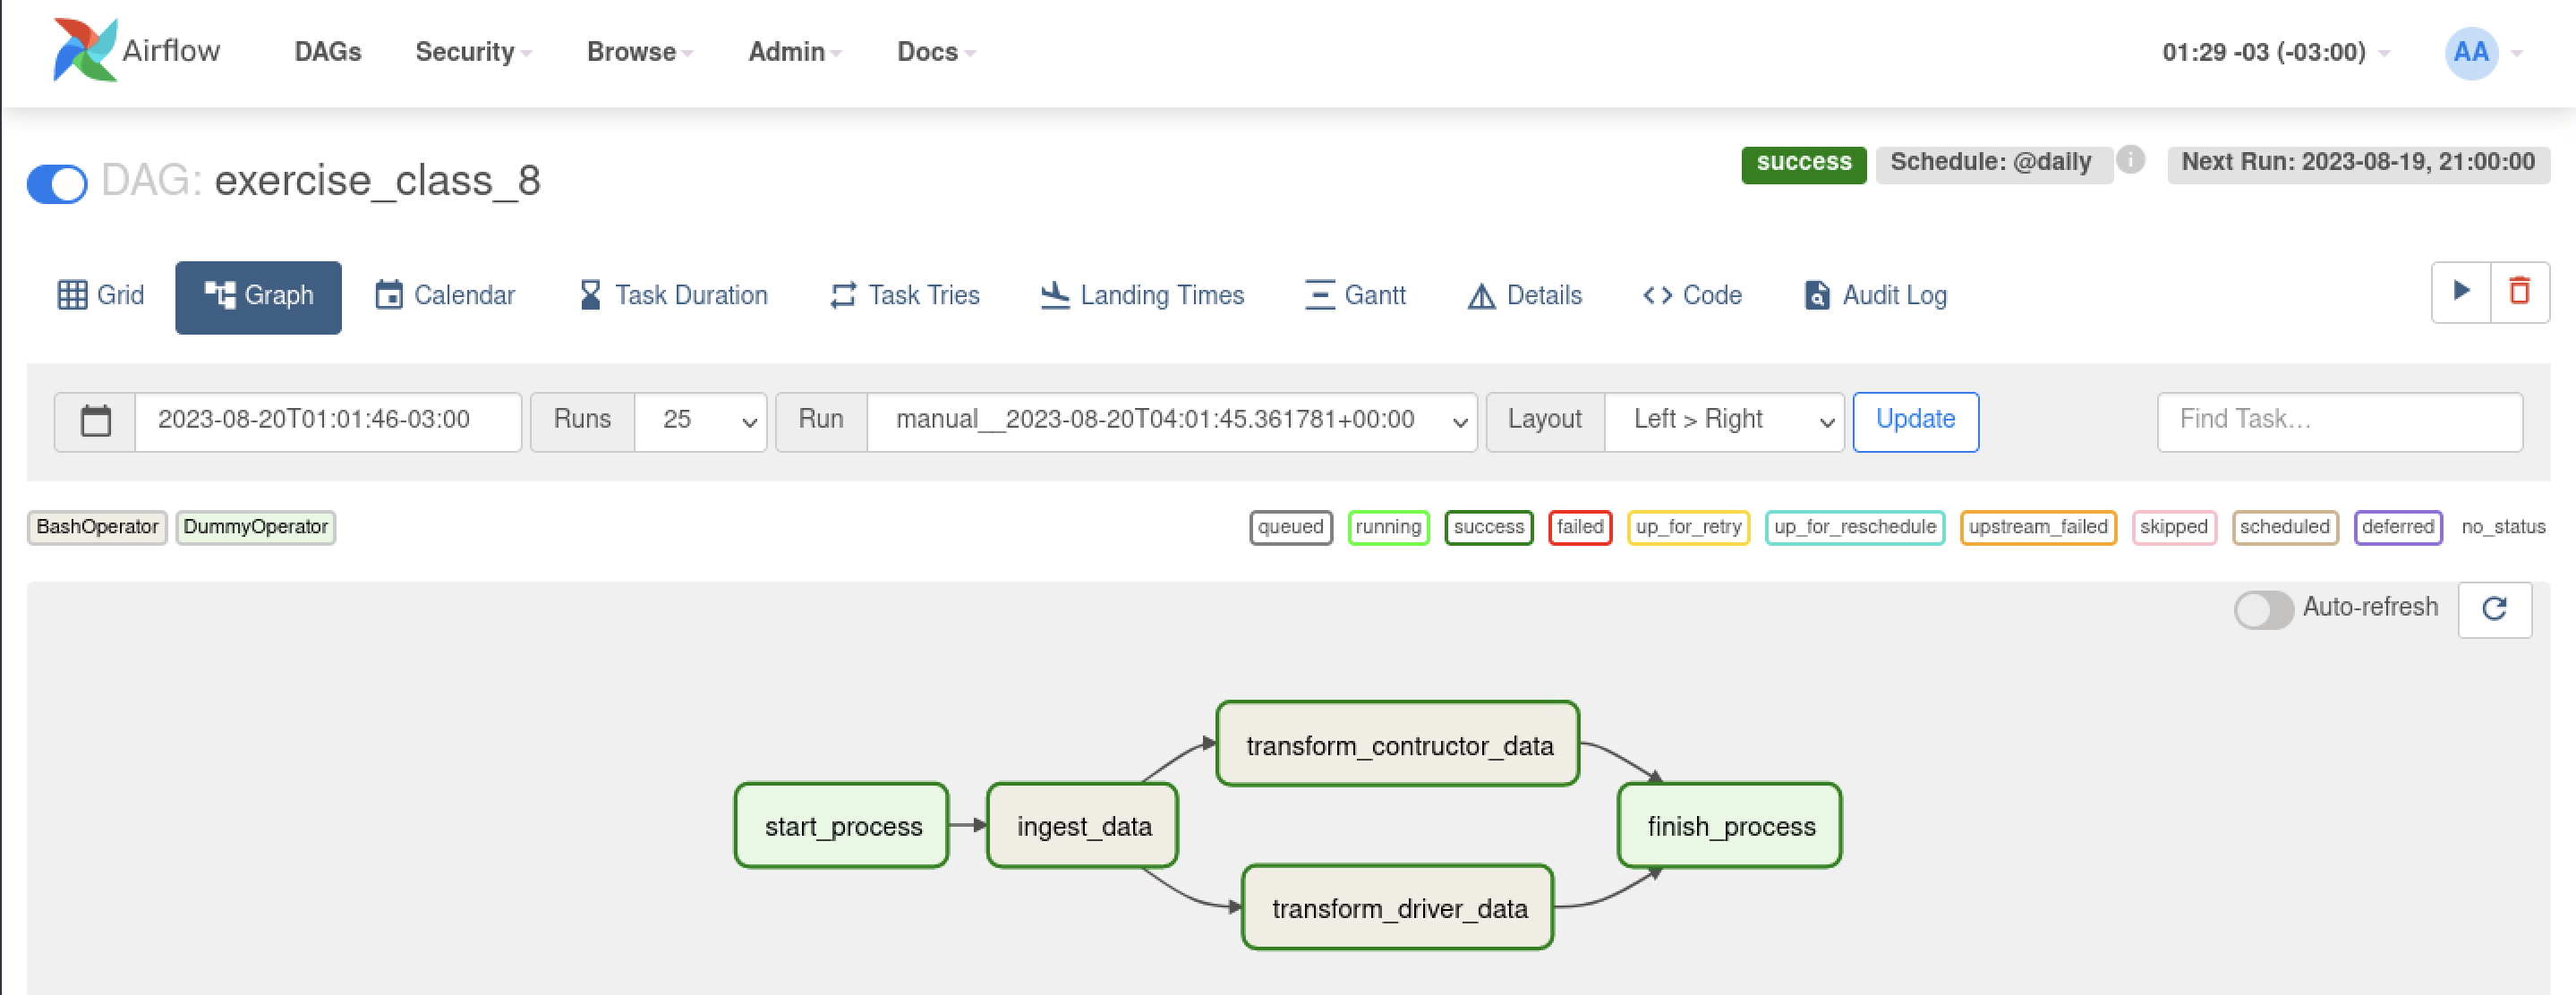 Airflow DAGs Security Browse Admin Docs 01:29 -03 (-03:00) AA
DAG: exercise_class_8 success Schedule: @daily i Next Run: 2023-08-19, 21:00:00
Grid Graph Calendar Task Duration Task Tries Landing Times Gantt Details <> Code Audit Log
2023-08-20T01:01:46-03:00 Runs 25 Run manual__2023-08-20T04:01:45.361781+00:00 Layout Left > Right Update Find Task...
BashOperator DummyOperator queued running success failed up_for_retry up_for_reschedule upstream_failed skipped scheduled deferred no_status
Auto-refresh
transform_contructor_data
start_process ingest_data finish_process
transform_driver_data